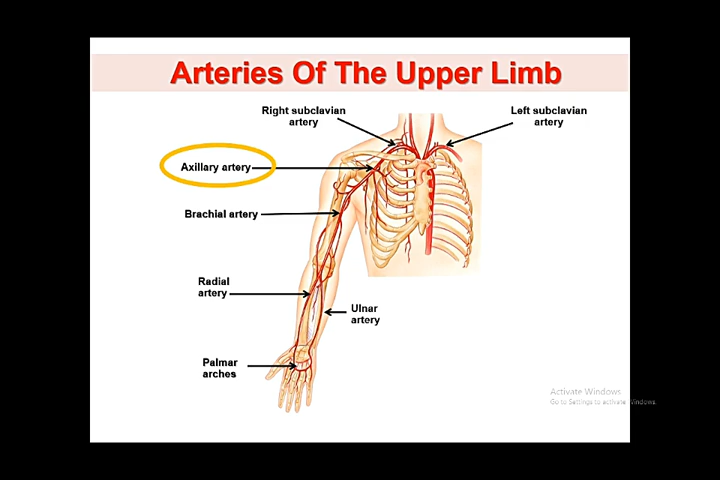 Arteries Of The Upper Limb
Right subclavian
artery
Left subclavian
artery
Axillary artery
Brachial artery
Radial
artery
Ulnar
artery
Palmar
arches
Activate Windows
Go to Settings to activate Windows.